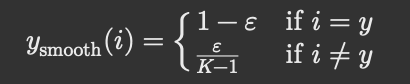 y_smooth(i) = { 1 − ε if i = y
ε/(K−1) if i ≠ y